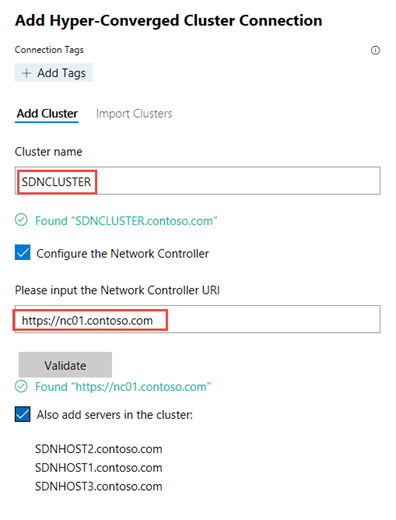 Add Hyper-Converged Cluster Connection
Connection Tags
+ Add Tags
Add Cluster Import Clusters
Cluster name
SDNCLUSTER
Found "SDNCLUSTER.contoso.com"
Configure the Network Controller
Please input the Network Controller URI
https://nc01.contoso.com
Validate
Found "https://nc01.contoso.com"
Also add servers in the cluster:
SDNHOST2.contoso.com
SDNHOST1.contoso.com
SDNHOST3.contoso.com